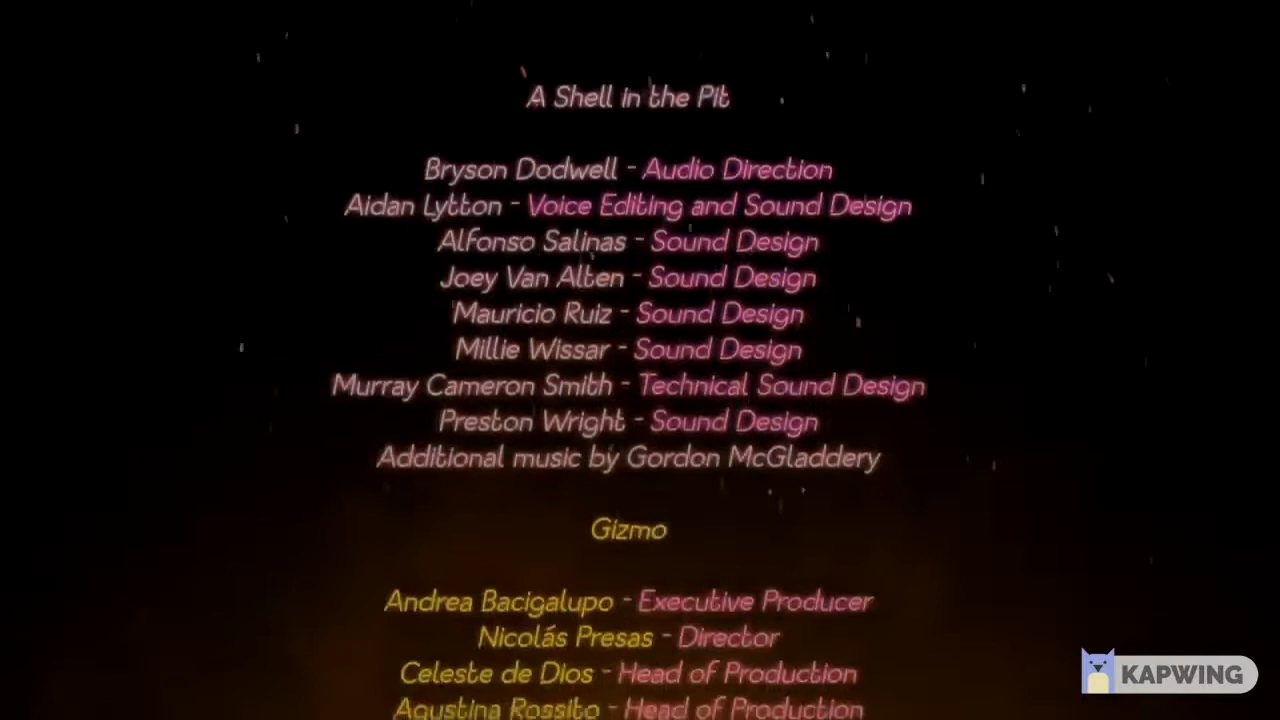 A Shell in the Pit
Bryson Dodwell - Audio Direction
Aidan Lytton - Voice Editing and Sound Design
Alfonso Salinas - Sound Design
Joey Van Alten - Sound Design
Mauricio Ruiz - Sound Design
Millie Wissar - Sound Design
Murray Cameron Smith - Technical Sound Design
Preston Wright - Sound Design
Additional music by Gordon McGladdery
Gizmo
Andrea Bacigalupo - Executive Producer
Nicolás Presas - Director
Celeste de Dios - Head of Production
Agustina Rossito - Head of Production
KAPWING